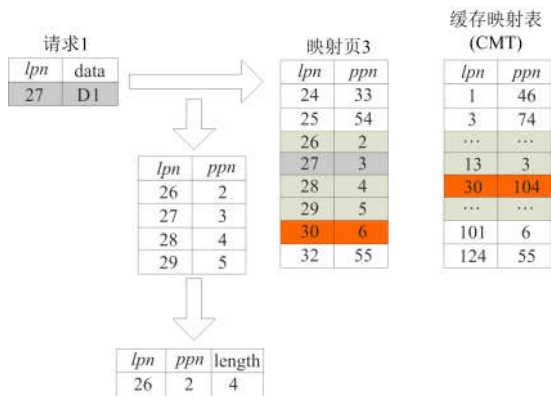 请求1
lpn data
27 D1
映射页3
lpn ppn
24 33
25 54
26 2
27 3
28 4
29 5
30 6
32 55
缓存映射表
(CMT)
lpn ppn
1 46
3 74
… …
13 3
30 104
… …
101 6
124 55
lpn ppn
26 2
27 3
28 4
29 5
lpn ppn length
26 2 4